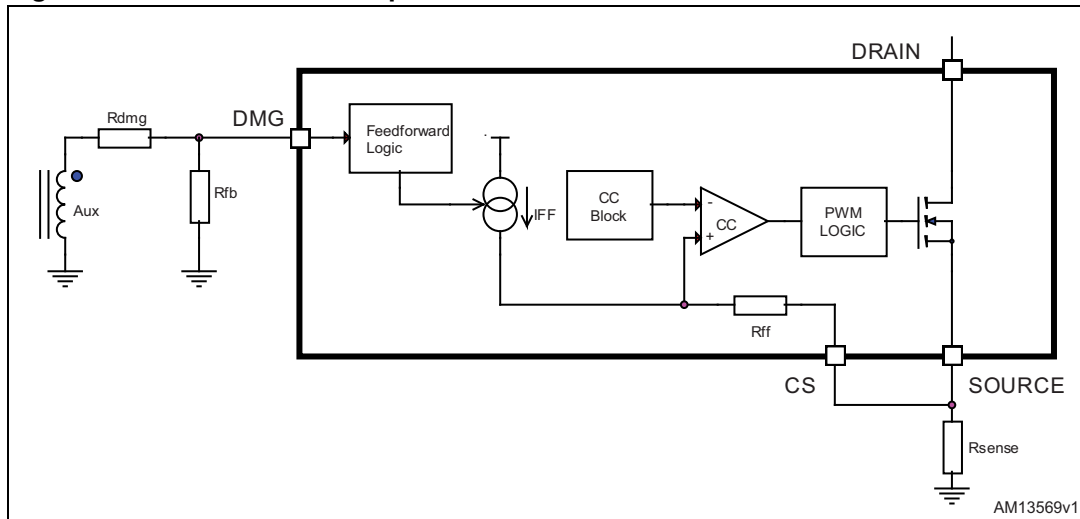 DRAIN
DMG
Rdmg
Rfb
Aux
Feedforward
Logic
IFF
CC
Block
-
+
CC
PWM
LOGIC
Rff
CS
SOURCE
Rsense
AM13569v1